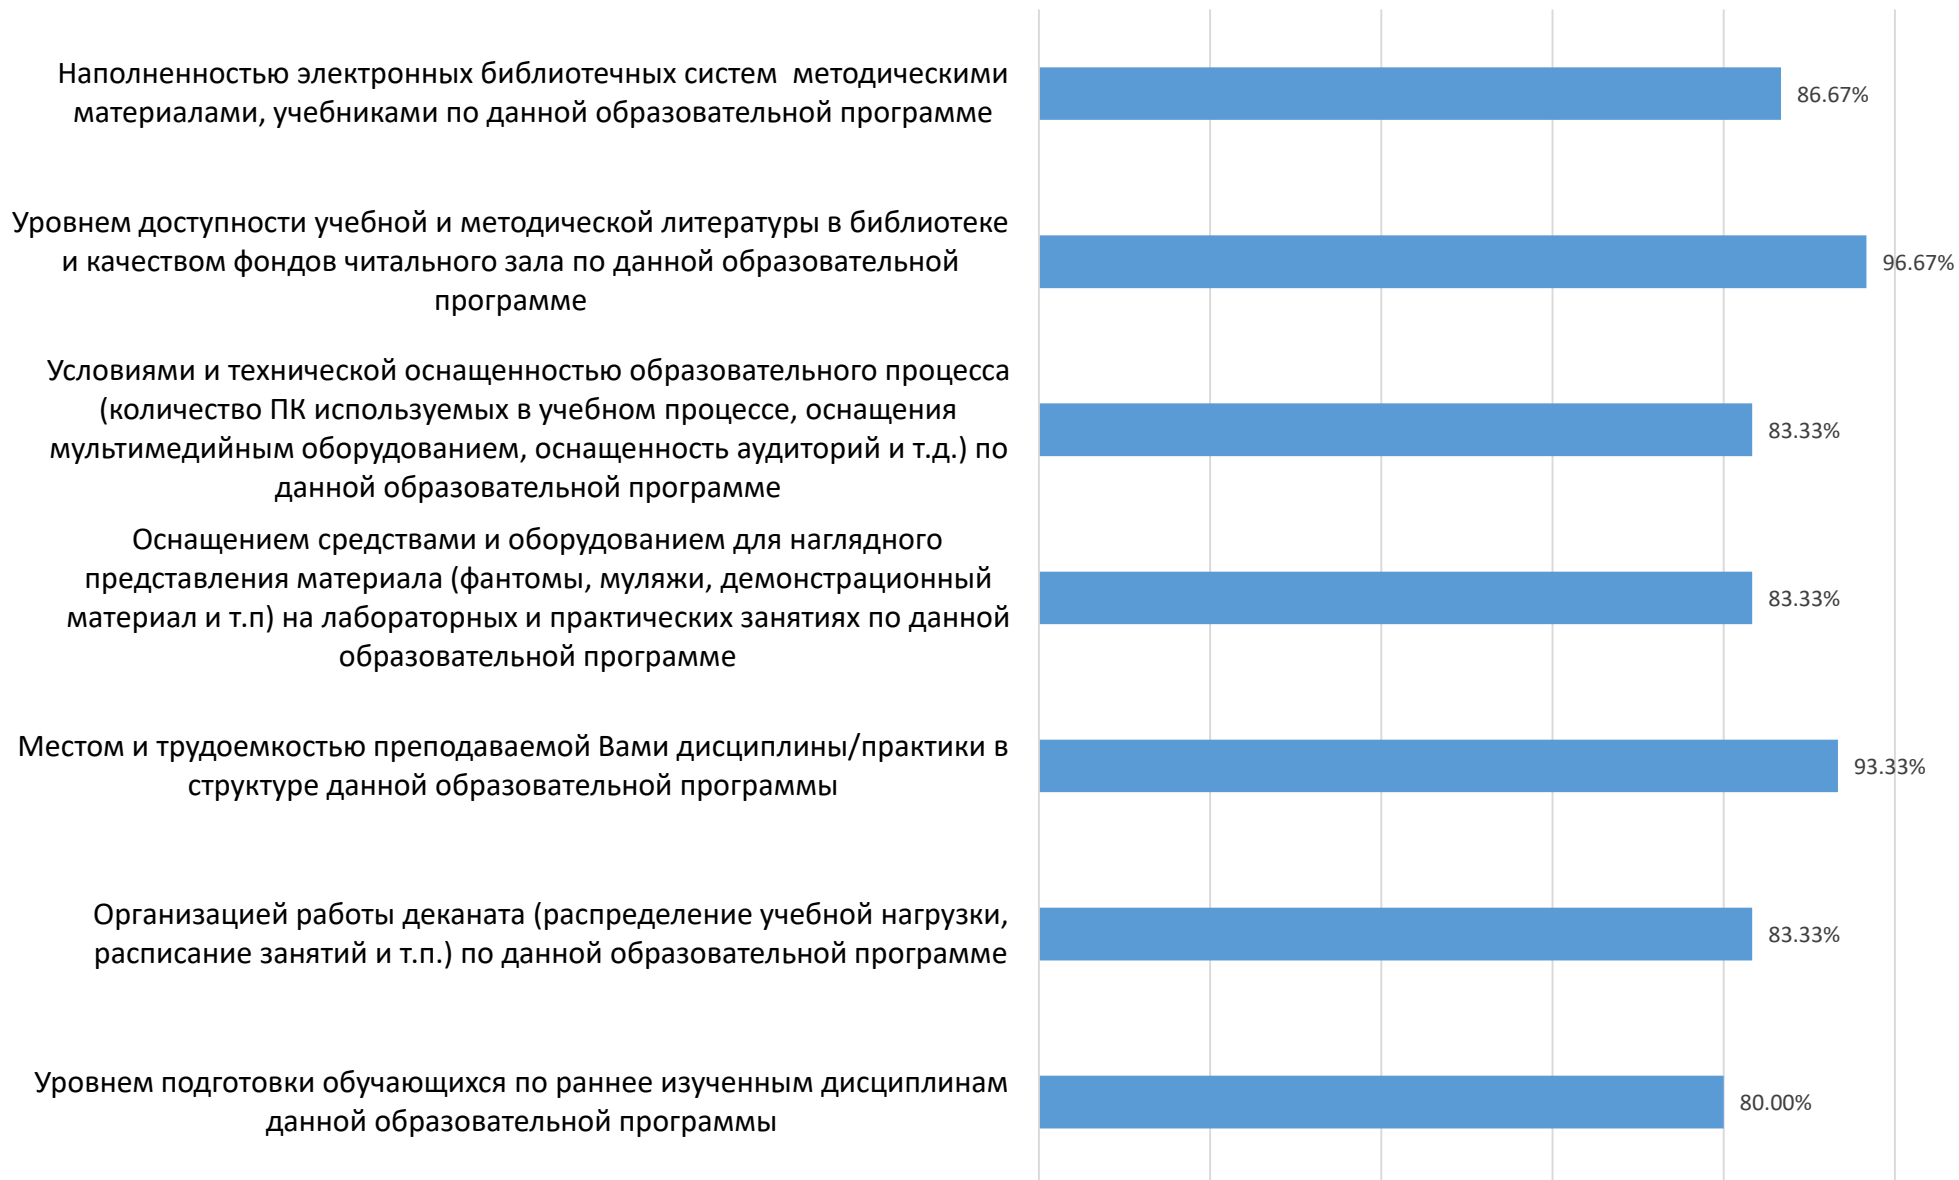 Наполненностью электронных библиотечных систем  методическими
материалами, учебниками по данной образовательной программе
86.67%
Уровнем доступности учебной и методической литературы в библиотеке
и качеством фондов читального зала по данной образовательной
программе
96.67%
Условиями и технической оснащенностью образовательного процесса
(количество ПК используемых в учебном процессе, оснащения
мультимедийным оборудованием, оснащенность аудиторий и т.д.) по
данной образовательной программе
83.33%
Оснащением средствами и оборудованием для наглядного
представления материала (фантомы, муляжи, демонстрационный
материал и т.п) на лабораторных и практических занятиях по данной
образовательной программе
83.33%
Местом и трудоемкостью преподаваемой Вами дисциплины/практики в
структуре данной образовательной программы
93.33%
Организацией работы деканата (распределение учебной нагрузки,
расписание занятий и т.п.) по данной образовательной программе
83.33%
Уровнем подготовки обучающихся по раннее изученным дисциплинам
данной образовательной программы
80.00%